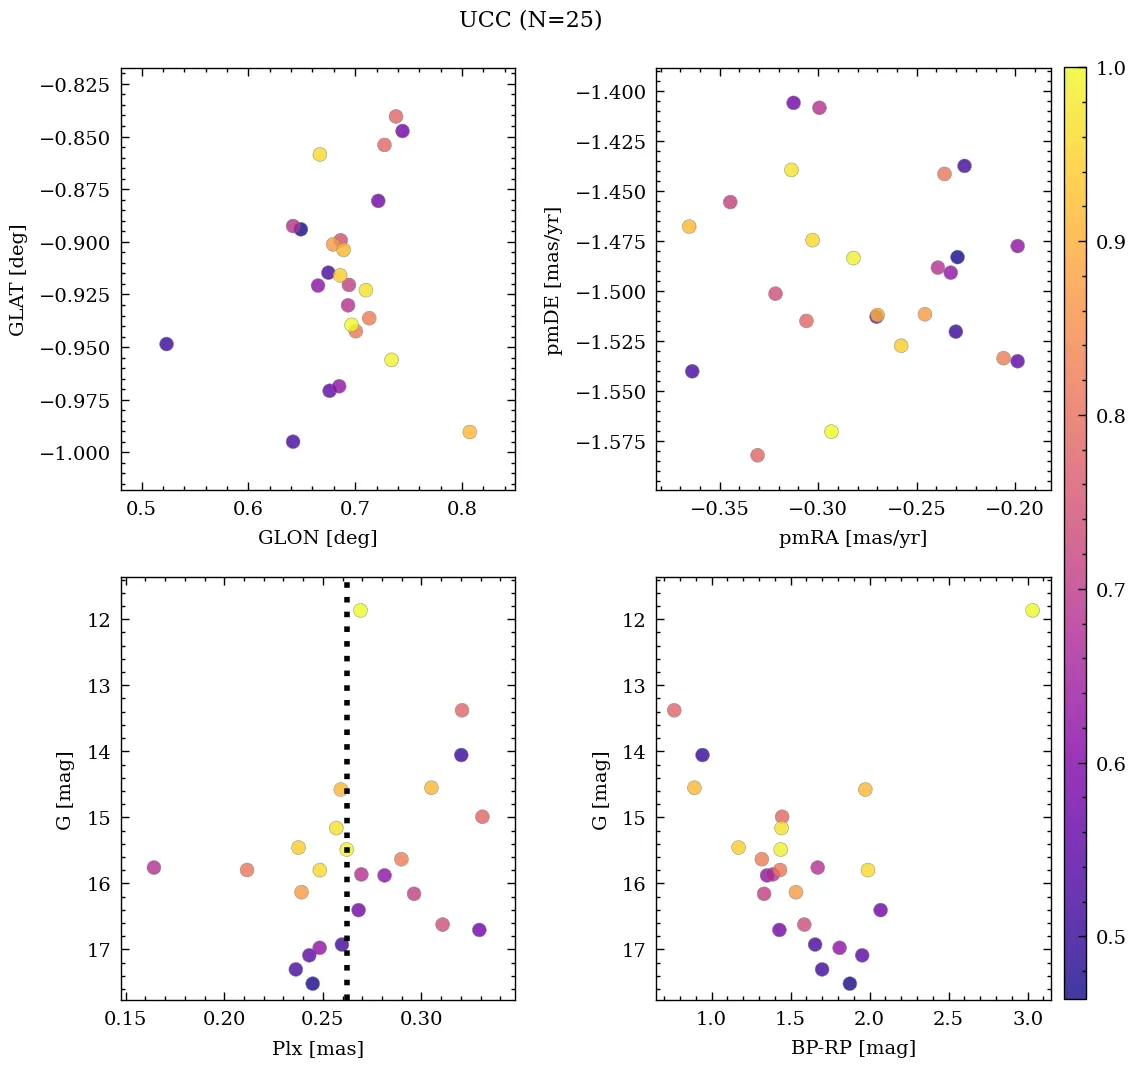 UCC (N=25)
−0.825
−0.850
−0.875
−0.900
−0.925
−0.950
−0.975
−1.000
GLAT [deg]
0.5 0.6 0.7 0.8
GLON [deg]
−1.400
−1.425
−1.450
−1.475
−1.500
−1.525
−1.550
−1.575
pmDE [mas/yr]
−0.35 −0.30 −0.25 −0.20
pmRA [mas/yr]
12
13
14
15
16
17
G [mag]
0.15 0.20 0.25 0.30
Plx [mas]
12
13
14
15
16
17
G [mag]
1.0 1.5 2.0 2.5 3.0
BP-RP [mag]
1.0
0.9
0.8
0.7
0.6
0.5